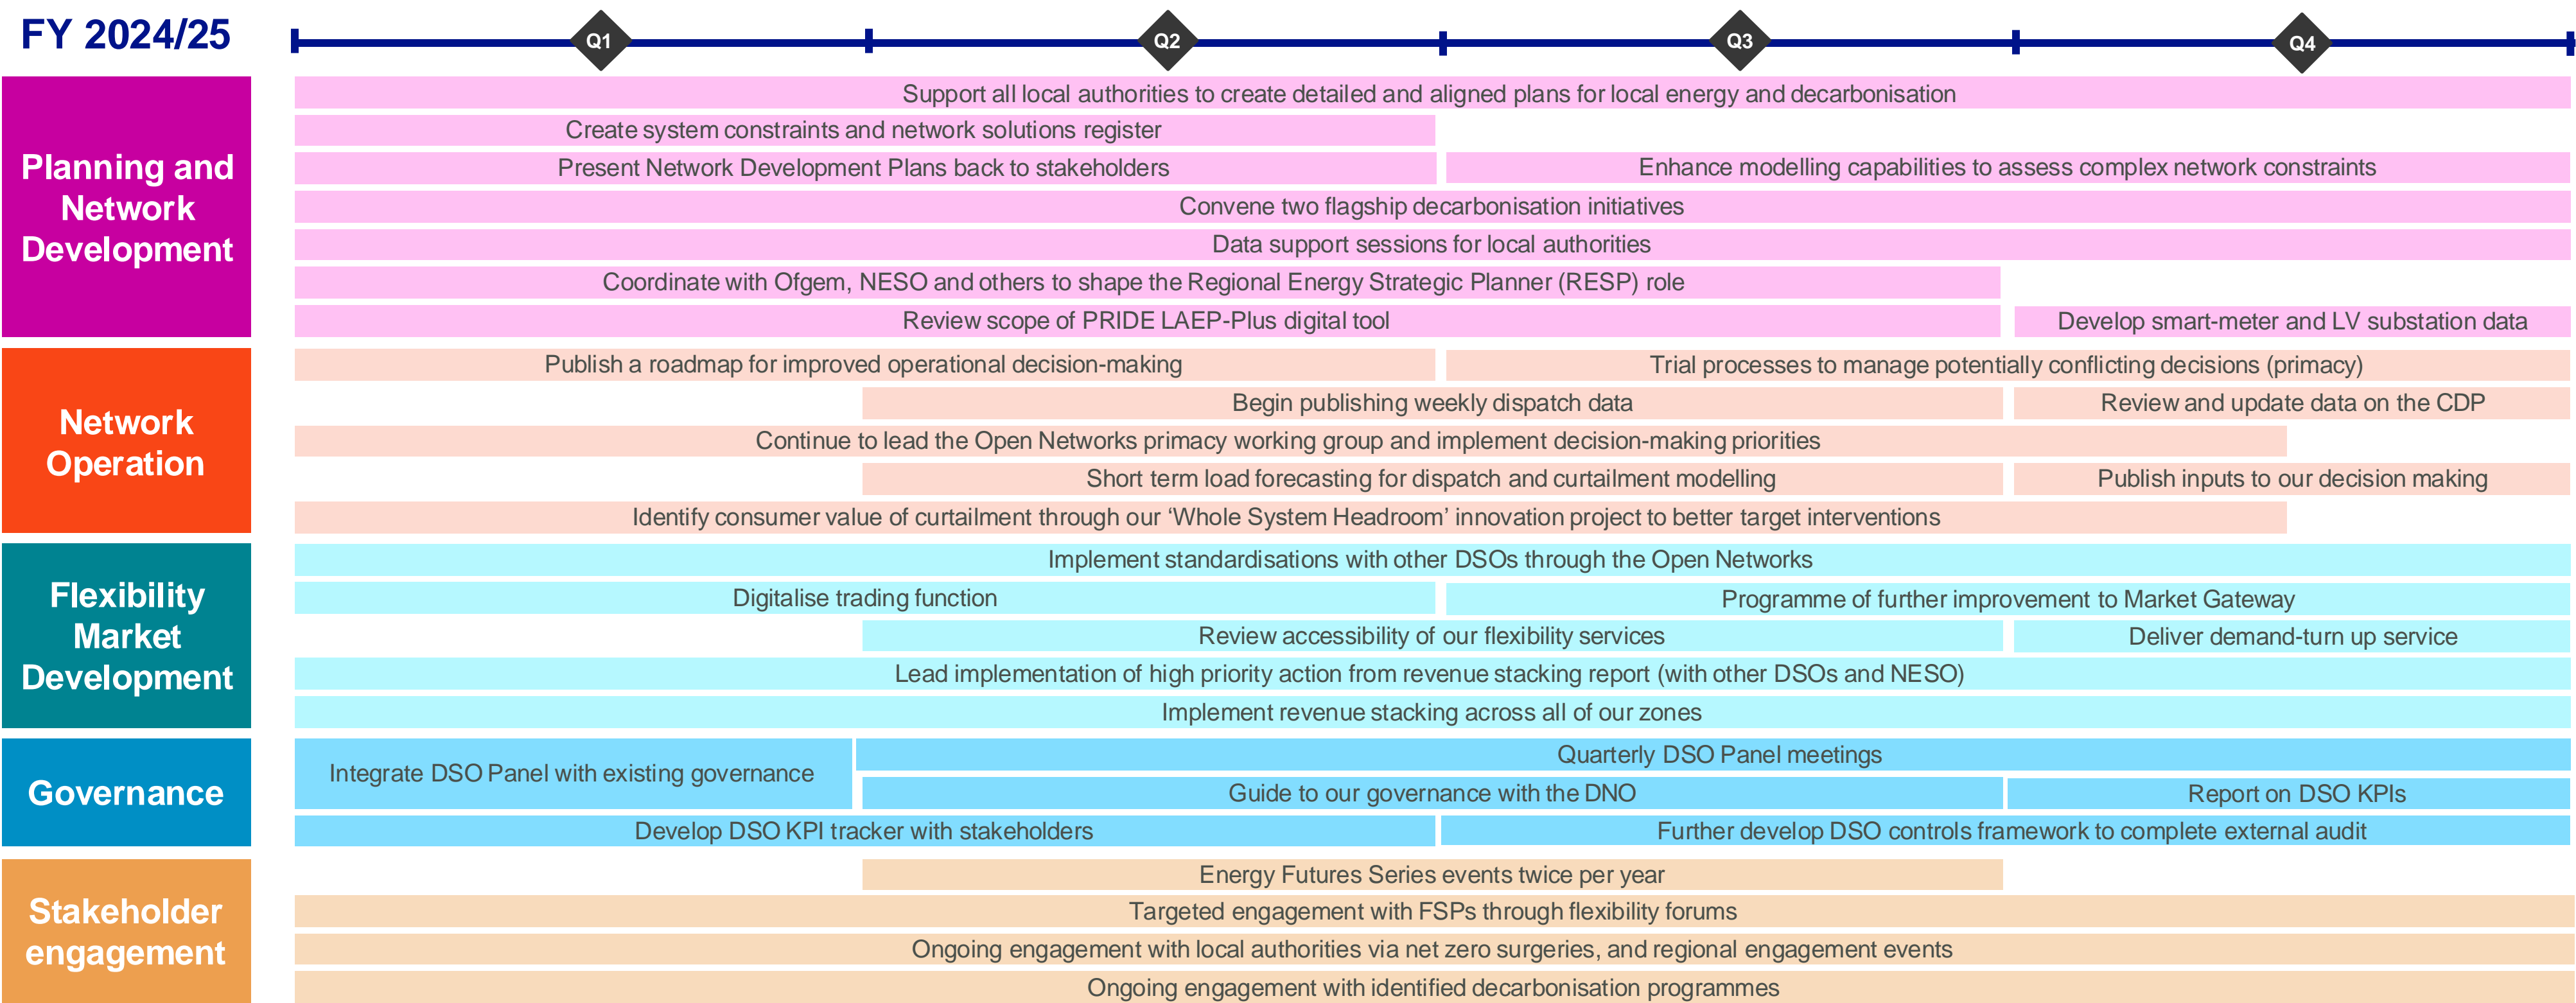 FY 2024/25
Q1
Q2
Q3
Q4
Planning and
Network
Development
Support all local authorities to create detailed and aligned plans for local energy and decarbonisation
Create system constraints and network solutions register
Present Network Development Plans back to stakeholders
Enhance modelling capabilities to assess complex network constraints
Convene two flagship decarbonisation initiatives
Data support sessions for local authorities
Coordinate with Ofgem, NESO and others to shape the Regional Energy Strategic Planner (RESP) role
Review scope of PRIDE LAEP-Plus digital tool
Develop smart-meter and LV substation data
Network
Operation
Publish a roadmap for improved operational decision-making
Trial processes to manage potentially conflicting decisions (primacy)
Begin publishing weekly dispatch data
Review and update data on the CDP
Continue to lead the Open Networks primacy working group and implement decision-making priorities
Short term load forecasting for dispatch and curtailment modelling
Publish inputs to our decision making
Identify consumer value of curtailment through our ‘Whole System Headroom’ innovation project to better target interventions
Flexibility
Market
Development
Implement standardisations with other DSOs through the Open Networks
Digitalise trading function
Programme of further improvement to Market Gateway
Review accessibility of our flexibility services
Deliver demand-turn up service
Lead implementation of high priority action from revenue stacking report (with other DSOs and NESO)
Implement revenue stacking across all of our zones
Governance
Integrate DSO Panel with existing governance
Quarterly DSO Panel meetings
Guide to our governance with the DNO
Report on DSO KPIs
Develop DSO KPI tracker with stakeholders
Further develop DSO controls framework to complete external audit
Stakeholder
engagement
Energy Futures Series events twice per year
Targeted engagement with FSPs through flexibility forums
Ongoing engagement with local authorities via net zero surgeries, and regional engagement events
Ongoing engagement with identified decarbonisation programmes